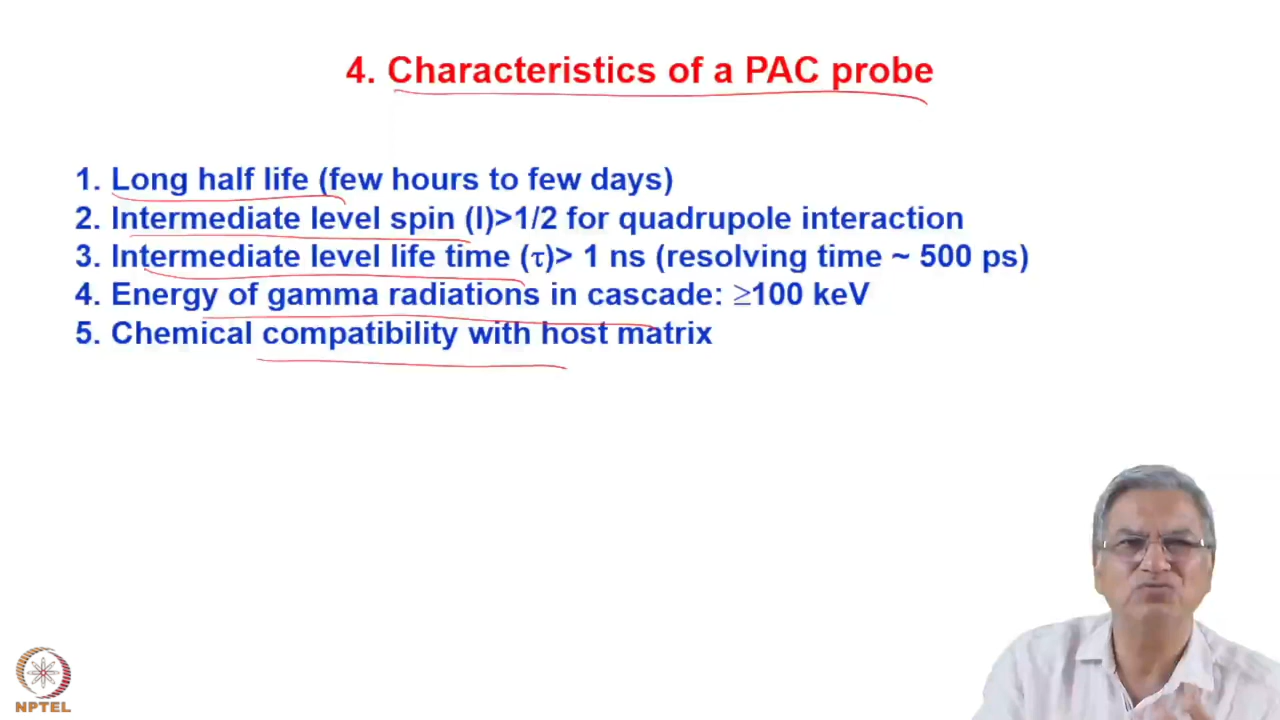 4. Characteristics of a PAC probe
1. Long half life (few hours to few days)
2. Intermediate level spin (I)>1/2 for quadrupole interaction
3. Intermediate level life time (τ)> 1 ns (resolving time ~ 500 ps)
4. Energy of gamma radiations in cascade: ≥100 keV
5. Chemical compatibility with host matrix
NPTEL